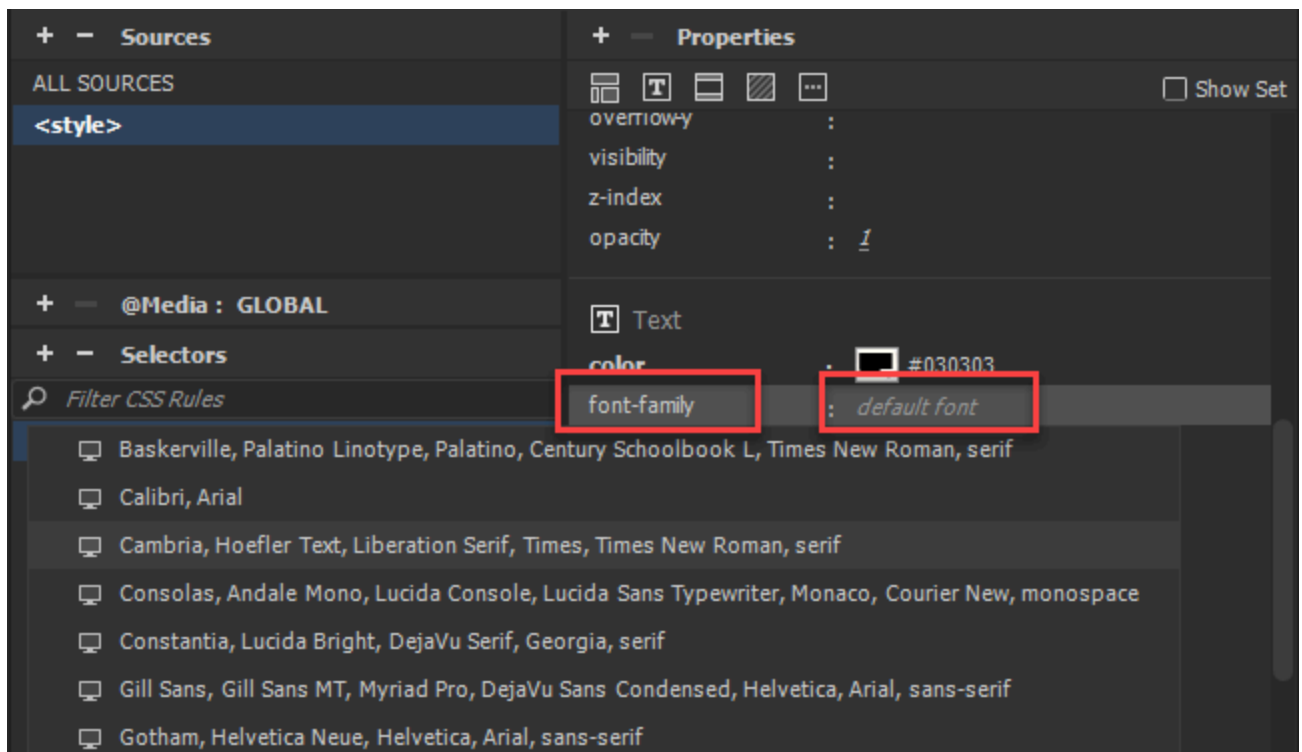 + − Sources
ALL SOURCES
<style>
+ − @Media : GLOBAL
+ − Selectors
Filter CSS Rules
+ − Properties
T Show Set
overflow-y :
visibility :
z-index :
opacity : 1
T Text
color : #030303
font-family : default font
Baskerville, Palatino Linotype, Palatino, Century Schoolbook L, Times New Roman, serif
Calibri, Arial
Cambria, Hoefler Text, Liberation Serif, Times, Times New Roman, serif
Consolas, Andale Mono, Lucida Console, Lucida Sans Typewriter, Monaco, Courier New, monospace
Constantia, Lucida Bright, DejaVu Serif, Georgia, serif
Gill Sans, Gill Sans MT, Myriad Pro, DejaVu Sans Condensed, Helvetica, Arial, sans-serif
Gotham, Helvetica Neue, Helvetica, Arial, sans-serif